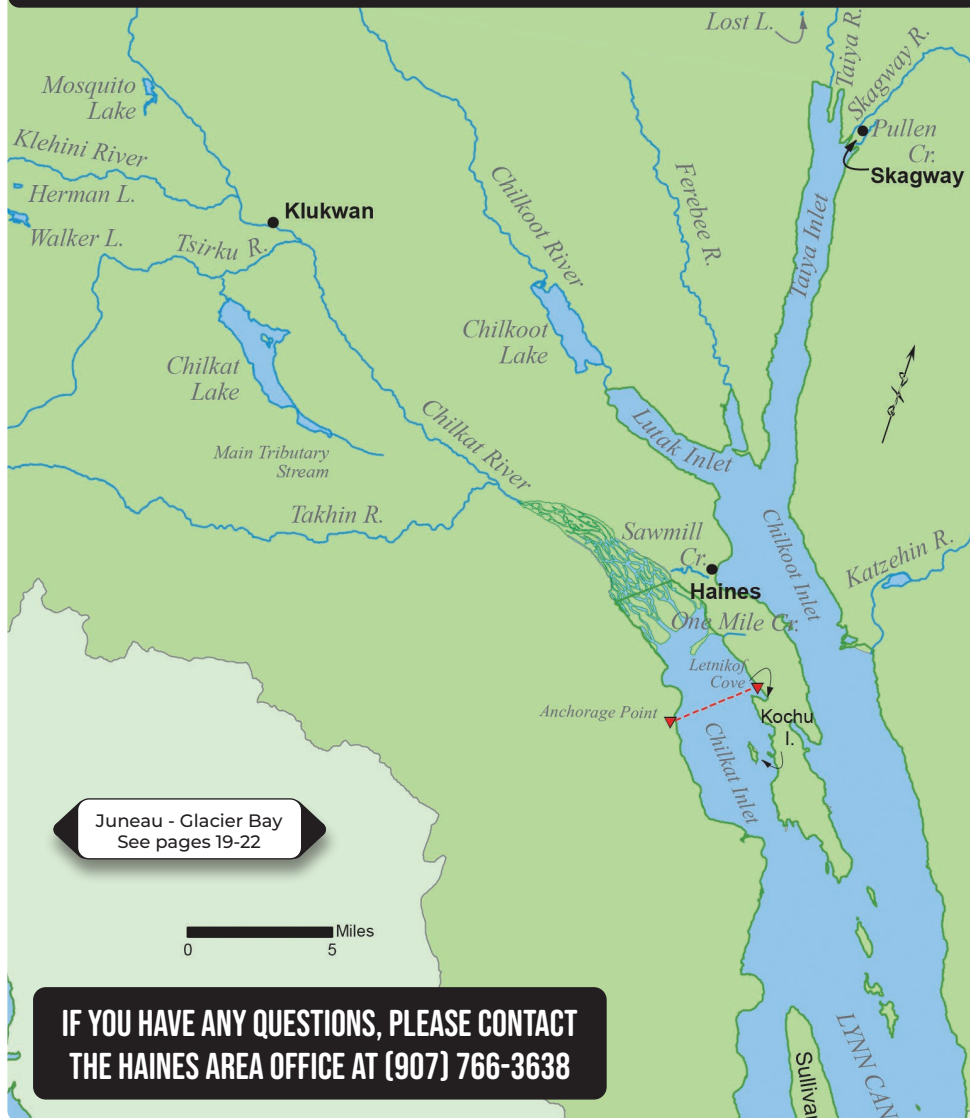 Lost L.
Taiya R.
Skagway R.
Mosquito
Lake
Pullen
Cr.
Skagway
Klehini River
Herman L.
Klukwan
Walker L.
Tsirku R.
Chilkoot River
Ferebee R.
Taiya Inlet
Chilkoot
Lake
Chilkat
Lake
Main Tributary
Stream
Chilkat River
Lutak Inlet
Takhin R.
Sawmill
Cr.
Chilkoot Inlet
Katzehin R.
Haines
One Mile Cr.
Letnikof
Cove
Anchorage Point
Kochu
I.
Chilkat Inlet
Juneau - Glacier Bay
See pages 19-22
Miles
0 5
IF YOU HAVE ANY QUESTIONS, PLEASE CONTACT
THE HAINES AREA OFFICE AT (907) 766-3638
Sulliva
LYNN CAN